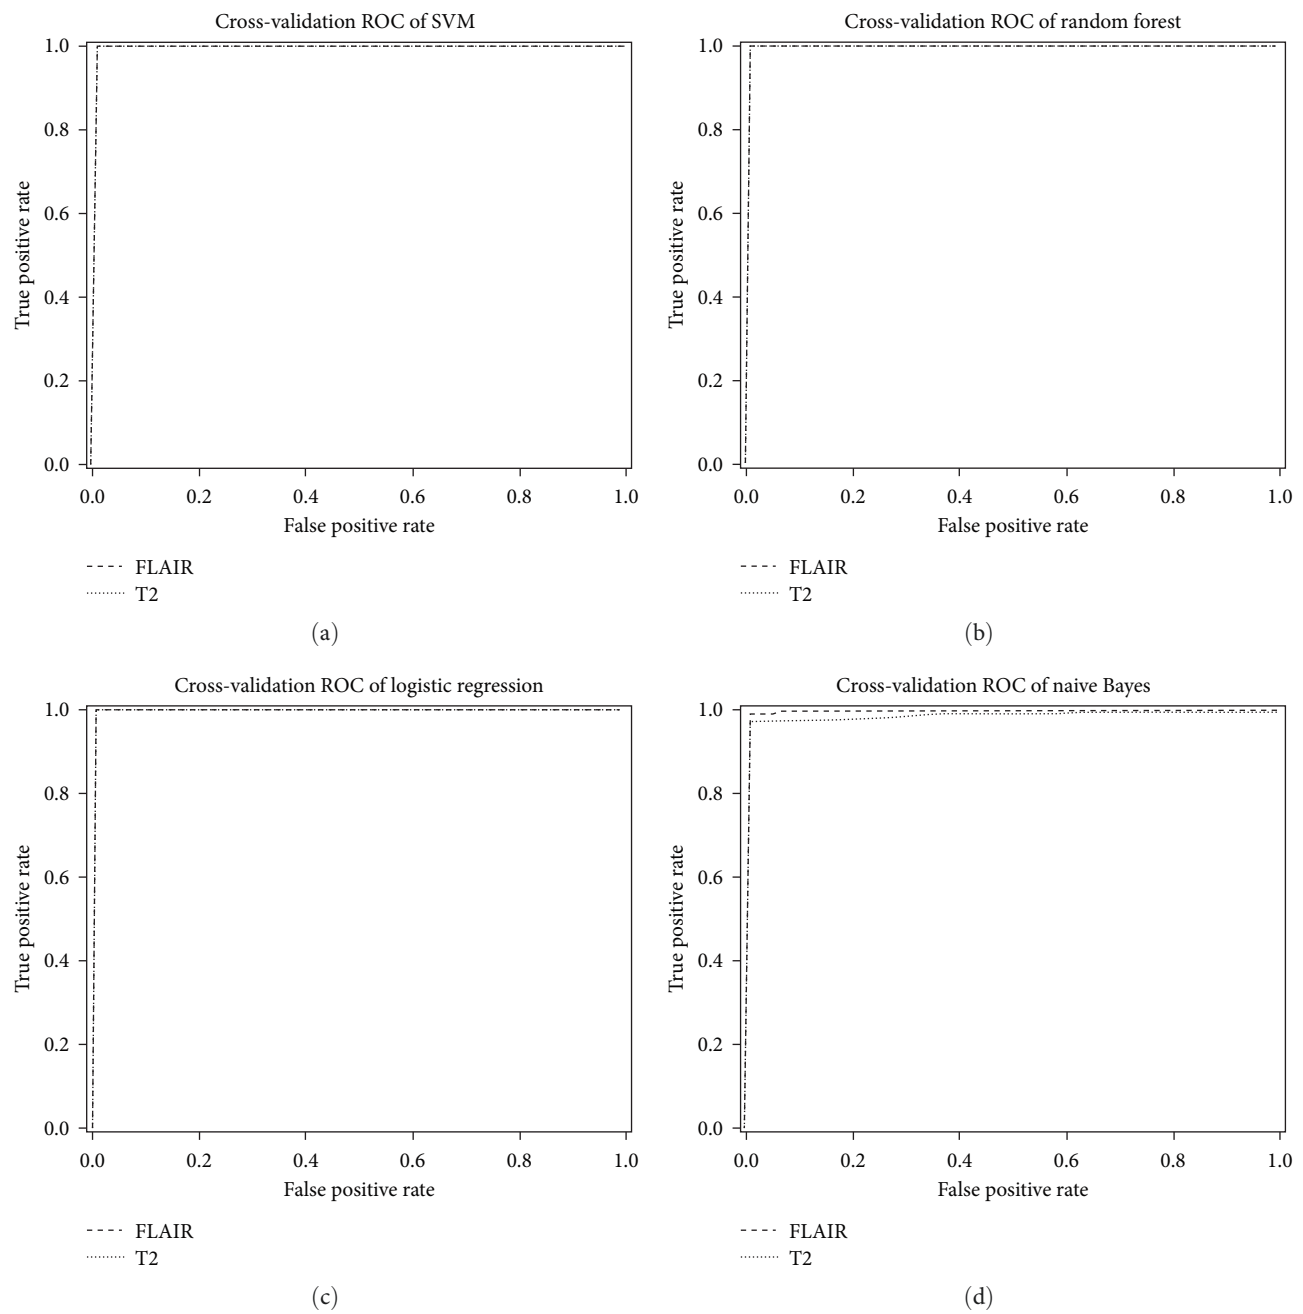 Cross-validation ROC of SVM
True positive rate
1.0
0.8
0.6
0.4
0.2
0.0
0.0 0.2 0.4 0.6 0.8 1.0
False positive rate
FLAIR
T2
(a)
Cross-validation ROC of random forest
True positive rate
1.0
0.8
0.6
0.4
0.2
0.0
0.0 0.2 0.4 0.6 0.8 1.0
False positive rate
FLAIR
T2
(b)
Cross-validation ROC of logistic regression
True positive rate
1.0
0.8
0.6
0.4
0.2
0.0
0.0 0.2 0.4 0.6 0.8 1.0
False positive rate
FLAIR
T2
(c)
Cross-validation ROC of naive Bayes
True positive rate
1.0
0.8
0.6
0.4
0.2
0.0
0.0 0.2 0.4 0.6 0.8 1.0
False positive rate
FLAIR
T2
(d)